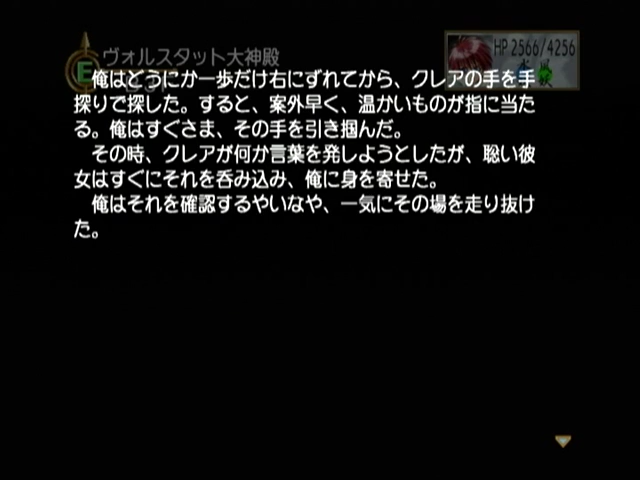 ヴォルスタット大神殿
E
HP 2566/4256
俺はどうにか一歩だけ右にずれてから、クレアの手を手
探りで探した。すると、案外早く、温かいものが指に当た
る。俺はすぐさま、その手を引き掴んだ。
その時、クレアが何か言葉を発しようとしたが、聡い彼
女はすぐにそれを呑み込み、俺に身を寄せた。
俺はそれを確認するやいなや、一気にその場を走り抜け
た。